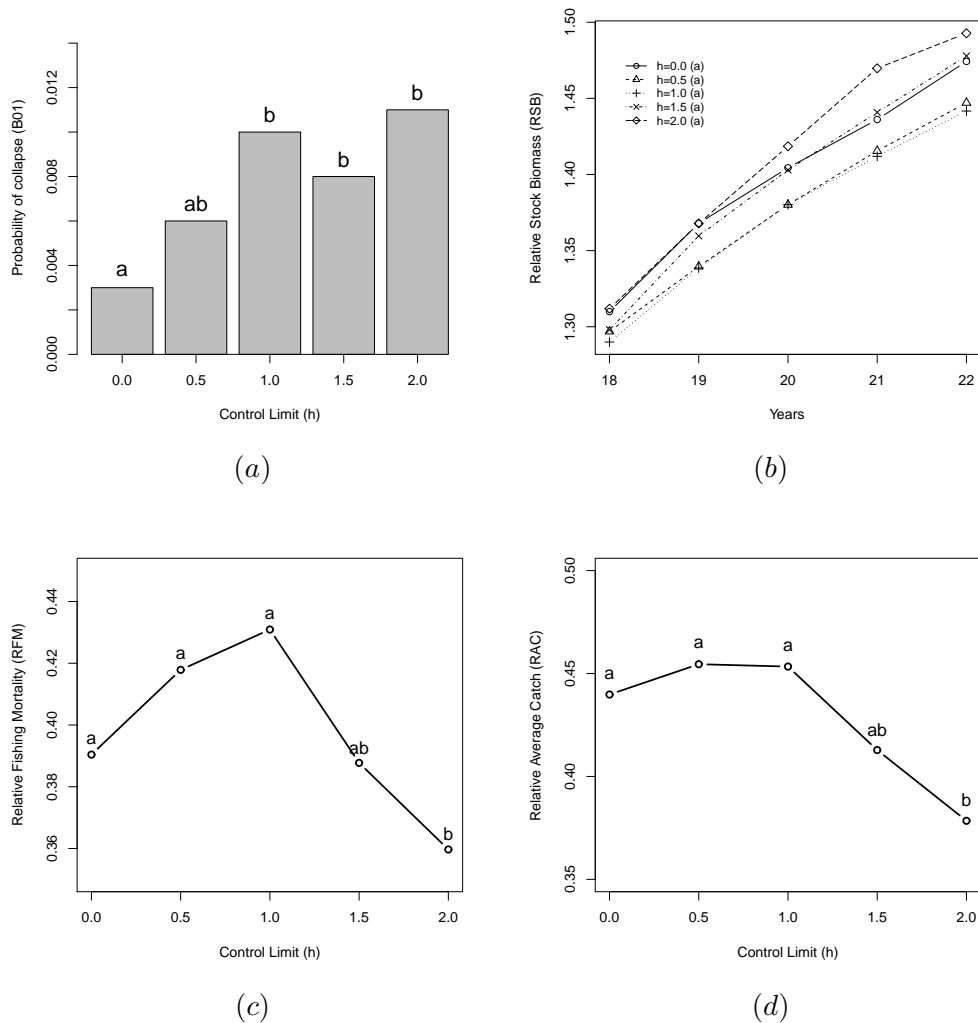 Probability of collapse (B01)
0.012
0.008
0.004
0.000
a
ab
b
b
b
0.0 0.5 1.0 1.5 2.0
Control Limit (h)
(a)
Relative Stock Biomass (RSB)
1.50
1.45
1.40
1.35
1.30
h=0.0 (a)
h=0.5 (a)
h=1.0 (a)
h=1.5 (a)
h=2.0 (a)
18 19 20 21 22
Years
(b)
Relative Fishing Mortality (RFM)
0.44
0.42
0.40
0.38
0.36
a
a
a
ab
b
0.0 0.5 1.0 1.5 2.0
Control Limit (h)
(c)
Relative Average Catch (RAC)
0.50
0.45
0.40
0.35
a
a
a
ab
b
0.0 0.5 1.0 1.5 2.0
Control Limit (h)
(d)